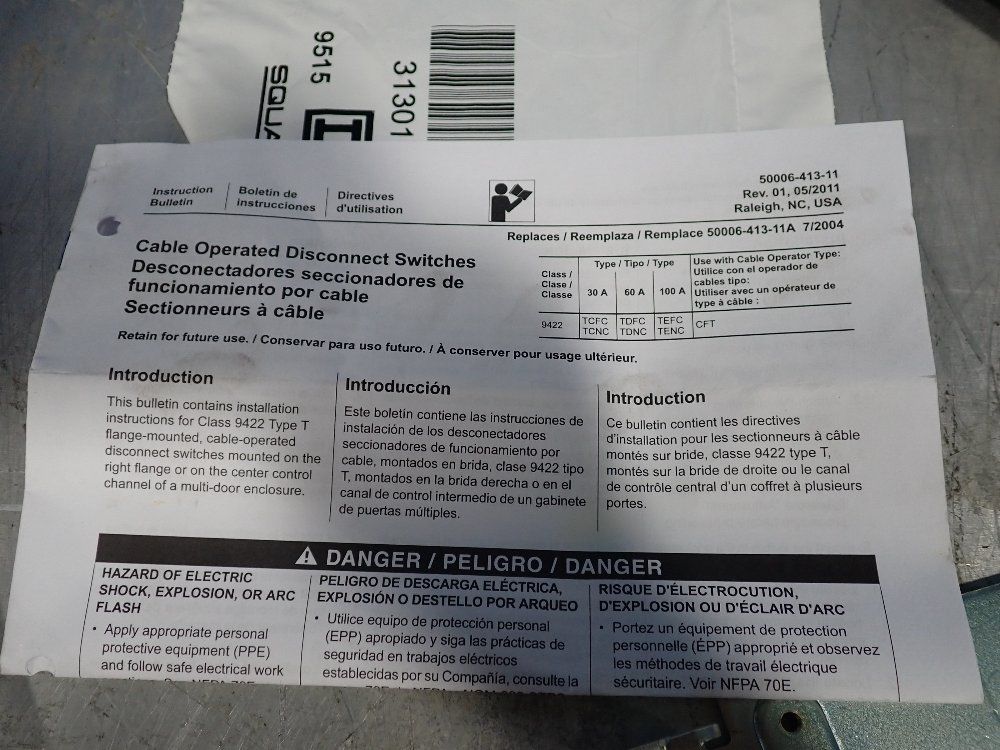 9515
31301
SQUA
Instruction
Bulletin
Boletin de
instrucciones
Directives
d'utilisation
50006-413-11
Rev. 01, 05/2011
Raleigh, NC, USA
Replaces / Reemplaza / Remplace 50006-413-11A 7/2004
Cable Operated Disconnect Switches
Desconectadores seccionadores de
funcionamiento por cable
Sectionneurs à câble
Class /
Clase /
Classe
Type / Tipo / Type
30 A
60 A
100 A
Use with Cable Operator Type:
Utilice con el operador de
cables tipo:
Utiliser avec un opérateur de
type à câble :
9422
TCFC
TCNC
TDFC
TDNC
TEFC
TENC
CFT
Retain for future use. / Conservar para uso futuro. / À conserver pour usage ultérieur.
Introduction
This bulletin contains installation
instructions for Class 9422 Type T
flange-mounted, cable-operated
disconnect switches mounted on the
right flange or on the center control
channel of a multi-door enclosure.
Introducción
Este boletin contiene las instrucciones de
instalación de los desconectadores
seccionadores de funcionamiento por
cable, montados en brida, clase 9422 tipo
T, montados en la brida derecha o en el
canal de control intermedio de un gabinete
de puertas múltiples.
Introduction
Ce bulletin contient les directives
d'installation pour les sectionneurs à câble
montés sur bride, classe 9422 type T,
montés sur la bride de droite ou le canal
de contrôle central d'un coffret à plusieurs
portes.
DANGER / PELIGRO / DANGER
HAZARD OF ELECTRIC
SHOCK, EXPLOSION, OR ARC
FLASH
• Apply appropriate personal
protective equipment (PPE)
and follow safe electrical work
PELIGRO DE DESCARGA ELÉCTRICA,
EXPLOSIÓN O DESTELLO POR ARQUEO
• Utilice equipo de protección personal
(EPP) apropiado y siga las prácticas de
seguridad en trabajos eléctricos
establecidas por su Compañía, consulte la
RISQUE D'ÉLECTROCUTION,
D'EXPLOSION OU D'ÉCLAIR D'ARC
• Portez un équipement de protection
personnelle (ÉPP) approprié et observez
les méthodes de travail électrique
sécuritaire. Voir NFPA 70E.